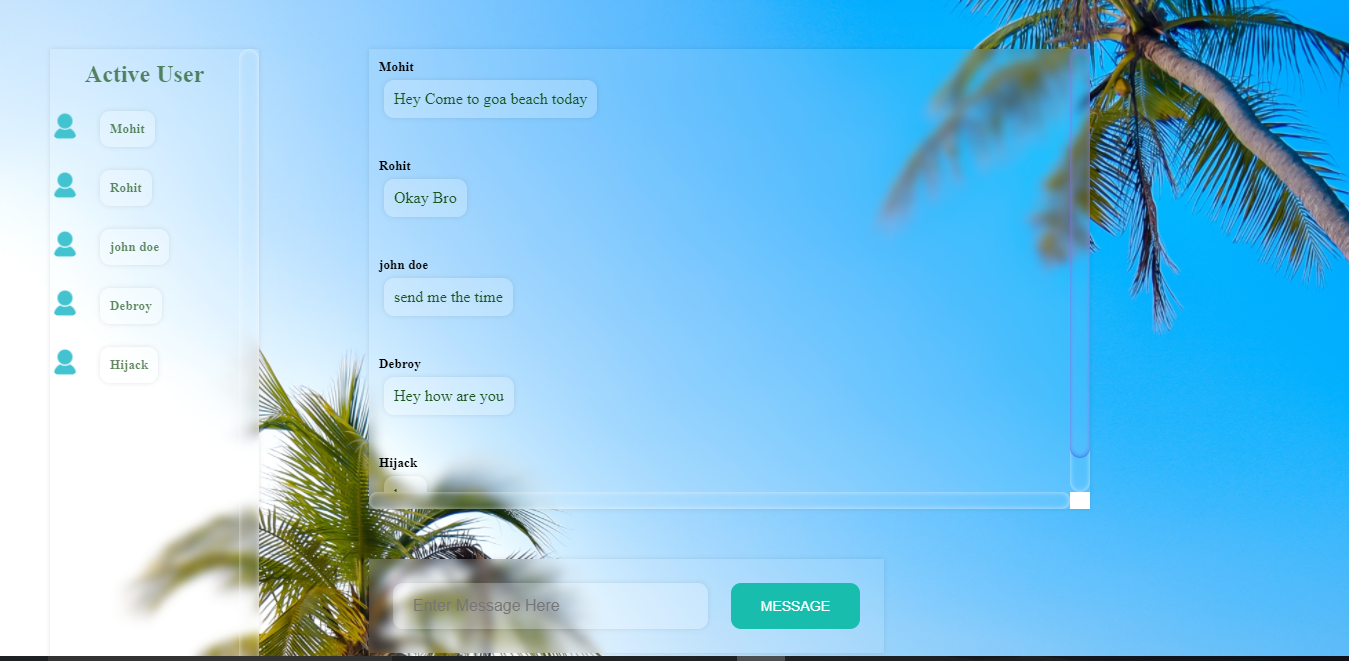 Active User
Mohit
Rohit
john doe
Debroy
Hijack
Mohit
Hey Come to goa beach today
Rohit
Okay Bro
john doe
send me the time
Debroy
Hey how are you
Hijack
Enter Message Here
MESSAGE